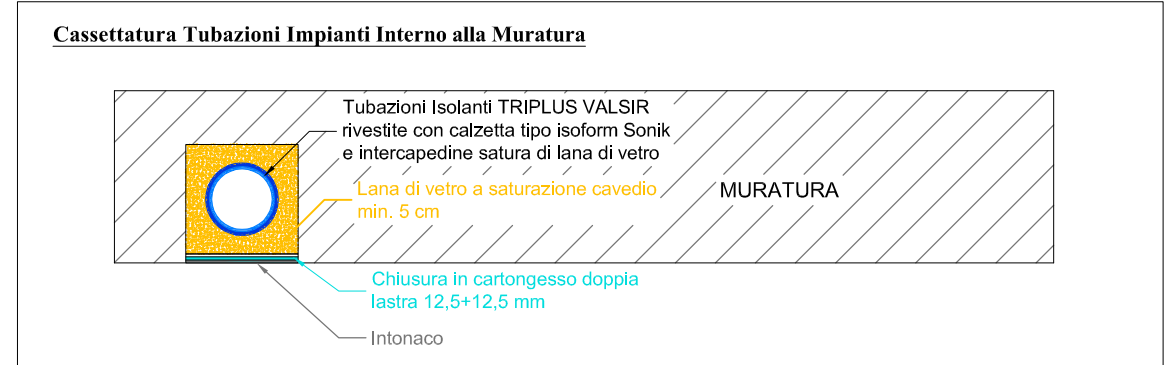 Cassettatura Tubazioni Impianti Interno alla Muratura
Tubazioni Isolanti TRIPLUS VALSIR
rivestite con calzetta tipo isoform Sonik
e intercapedine satura di lana di vetro
Lana di vetro a saturazione cavedio
min. 5 cm
MURATURA
Chiusura in cartongesso doppia
lastra 12,5+12,5 mm
Intonaco